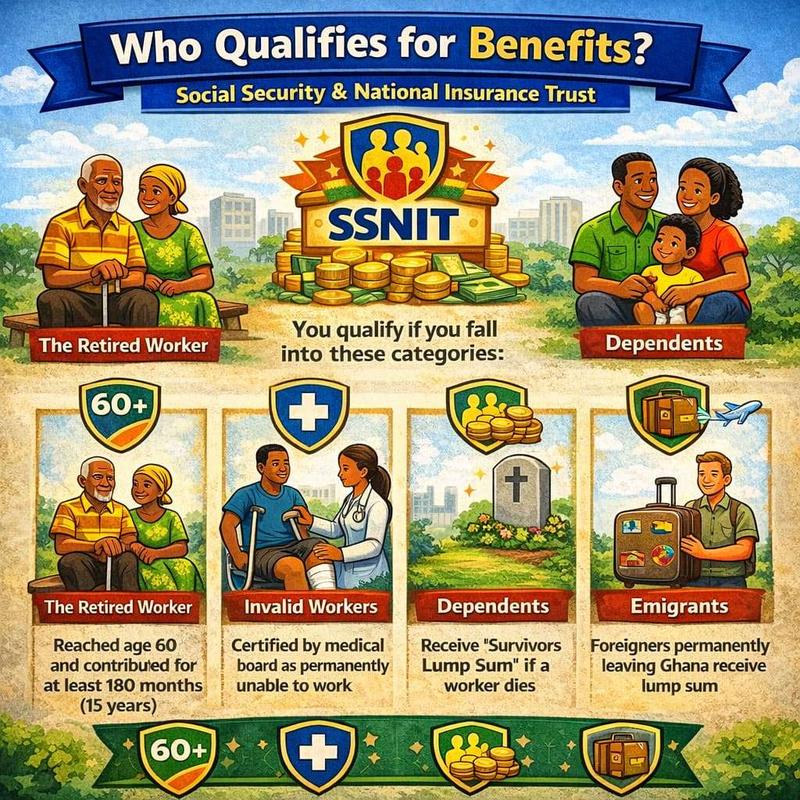 Who Qualifies for Benefits?
Social Security & National Insurance Trust
SSNIT
The Retired Worker
You qualify if you fall
into these categories:
Dependents
60+
The Retired Worker
Reached age 60
and contributed for
at least 180 months
(15 years)
Invalid Workers
Certified by medical
board as permanently
unable to work
Dependents
Receive "Survivors
Lump Sum" if a
worker dies
Emigrants
Foreigners permanently
leaving Ghana receive
lump sum
60+